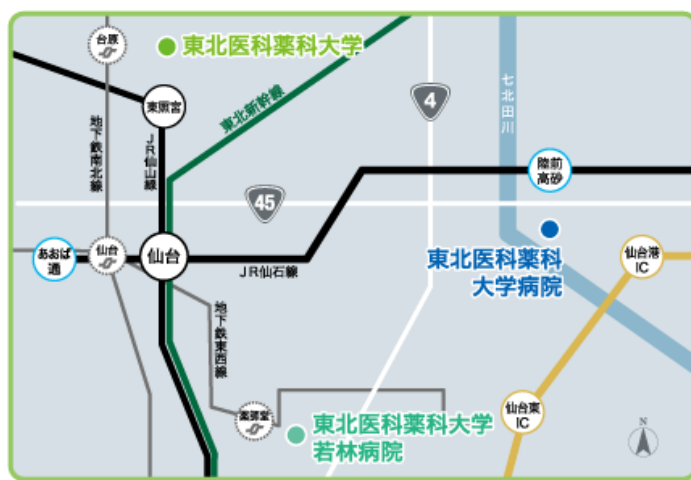 台原
東北医科薬科大学
東照宮
東北新幹線
4
七北田川
地下鉄南北線
JR仙山線
陸前
高砂
45
あおば
通
仙台
仙台
JR仙石線
東北医科薬科
大学病院
仙台港
IC
地下鉄東西線
薬師堂
東北医科薬科大学
若林病院
仙台東
IC
N